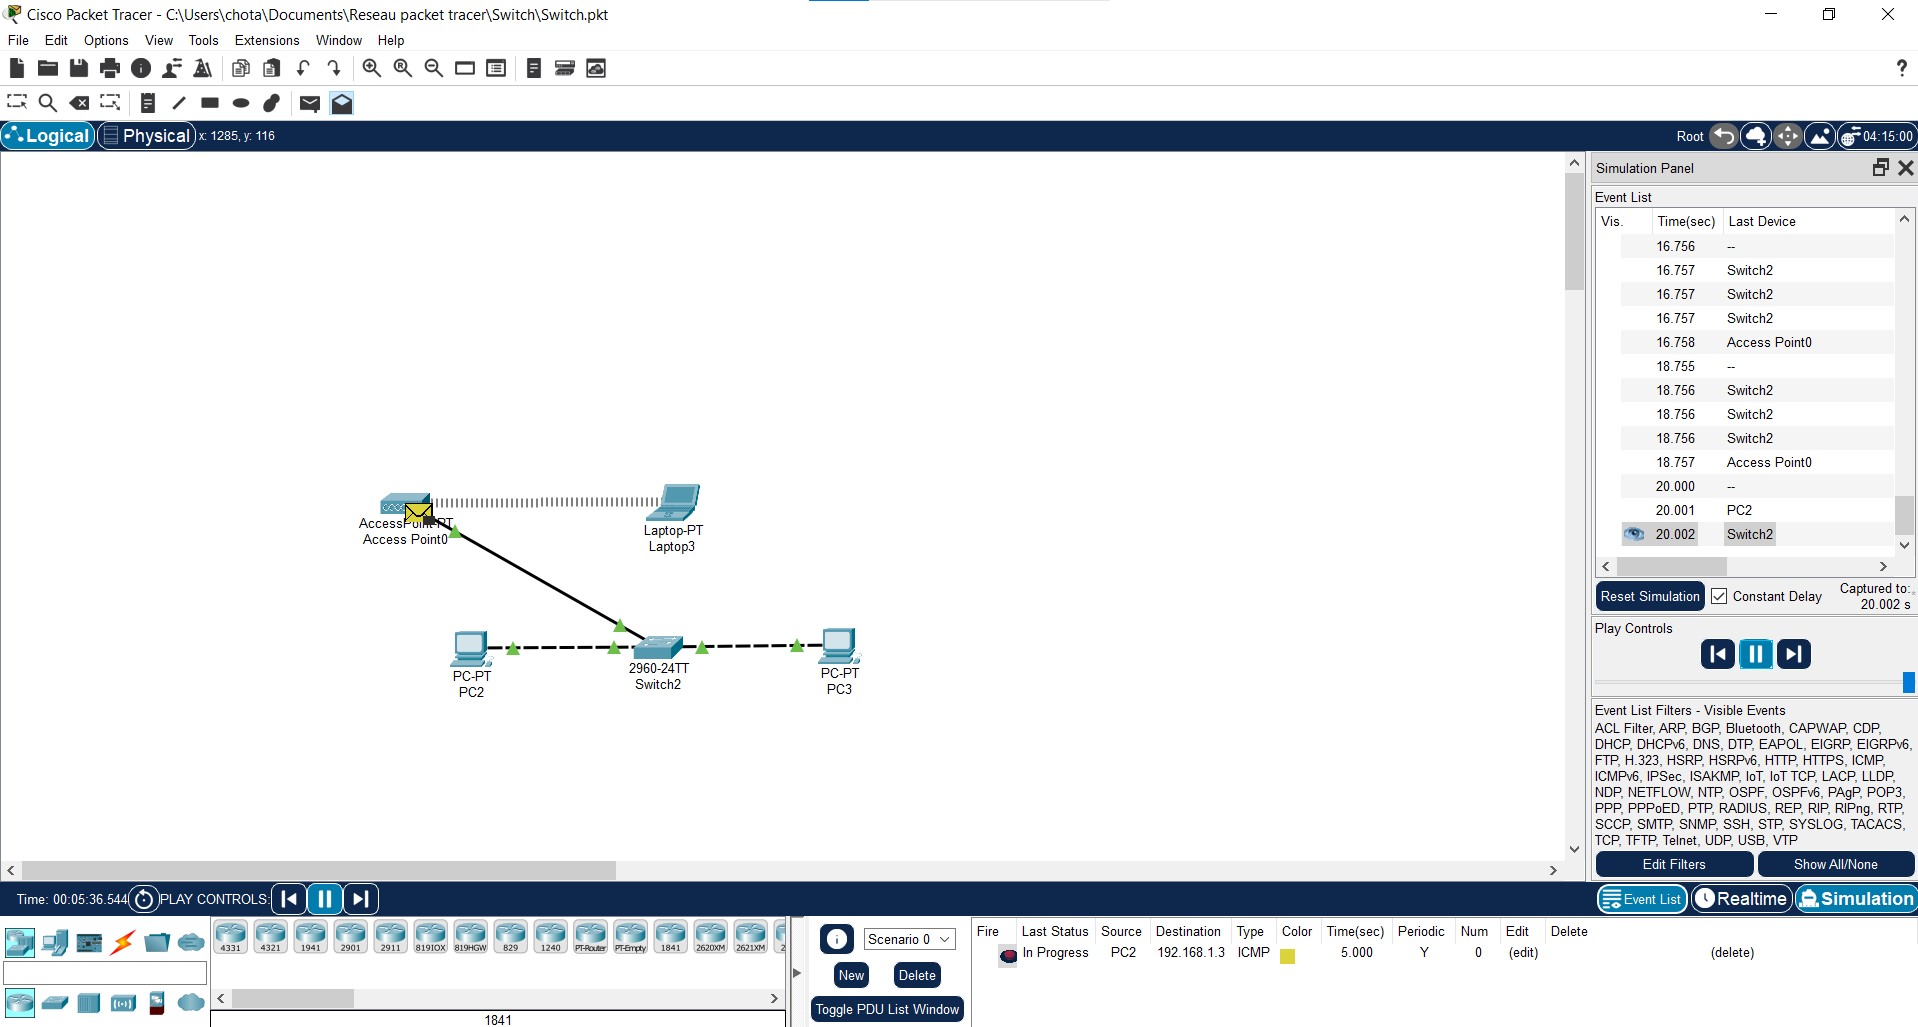 Cisco Packet Tracer - C:\Users\chota\Documents\Reseau packet tracer\Switch\Switch.pkt
File Edit Options View Tools Extensions Window Help
Logical Physical x: 1285, y: 116
Root 04:15:00
Simulation Panel
Event List
Vis. Time(sec) Last Device
16.756 --
16.757 Switch2
16.757 Switch2
16.757 Switch2
16.758 Access Point0
18.755 --
18.756 Switch2
18.756 Switch2
18.756 Switch2
18.757 Access Point0
20.000 --
20.001 PC2
20.002 Switch2
Reset Simulation Constant Delay Captured to:
20.002 s
Play Controls
Event List Filters - Visible Events
ACL Filter, ARP, BGP, Bluetooth, CAPWAP, CDP,
DHCP, DHCPv6, DNS, DTP, EAPOL, EIGRP, EIGRPv6,
FTP, H.323, HSRP, HSRPv6, HTTP, HTTPS, ICMP,
ICMPv6, IPSec, ISAKMP, IoT, IoT TCP, LACP, LLDP,
NDP, NETFLOW, NTP, OSPF, OSPFv6, PAgP, POP3,
PPP, PPPoED, PTP, RADIUS, REP, RIP, RIPng, RTP,
SCCP, SMTP, SNMP, SSH, STP, SYSLOG, TACACS,
TCP, TFTP, Telnet, UDP, USB, VTP
Edit Filters Show All/None
AccessPoint-PT
Access Point0
Laptop-PT
Laptop3
PC-PT
PC2
2960-24TT
Switch2
PC-PT
PC3
Time: 00:05:36.544 PLAY CONTROLS:
Event List Realtime Simulation
4331 4321 1941 2901 2911 819IOX 819HGW 829 1240 PT-Router PT-Empty 1841 2620XM 2621XM 2
1841
Scenario 0
New Delete
Toggle PDU List Window
Fire Last Status Source Destination Type Color Time(sec) Periodic Num Edit Delete
In Progress PC2 192.168.1.3 ICMP 5.000 Y 0 (edit) (delete)